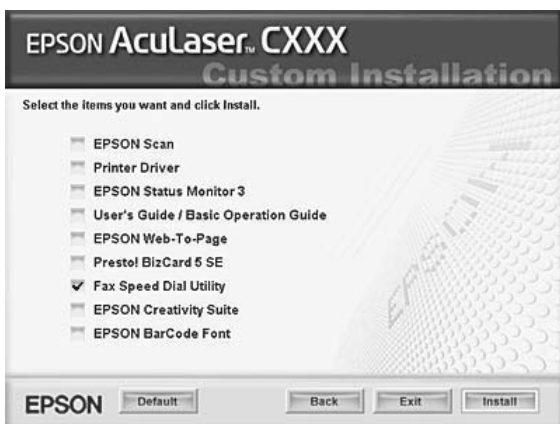 EPSON AcuLaser™ CXXX
Custom Installation
Select the items you want and click Install.
EPSON Scan
Printer Driver
EPSON Status Monitor 3
User's Guide / Basic Operation Guide
EPSON Web-To-Page
Presto! BizCard 5 SE
Fax Speed Dial Utility
EPSON Creativity Suite
EPSON BarCode Font
EPSON
EPSON Default Back Exit Install